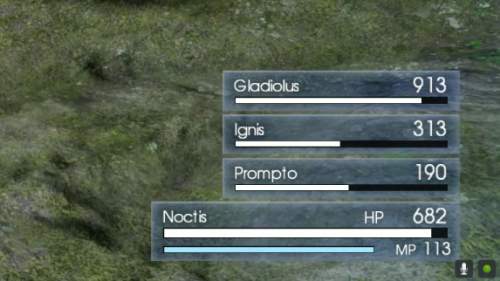 Gladiolus 913
Ignis 313
Prompto 190
Noctis HP 682
MP 113